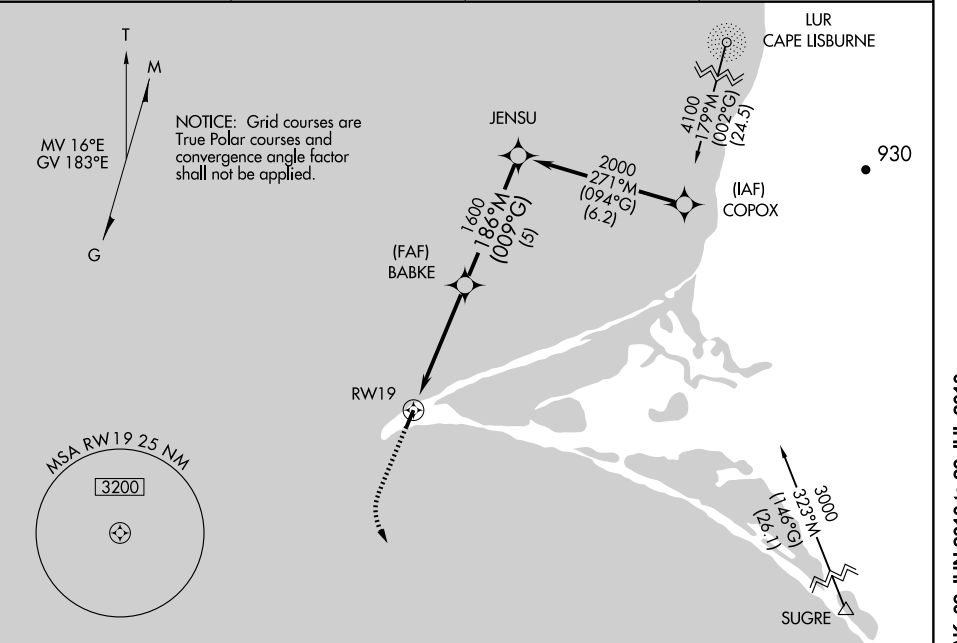 T
M
MV 16°E
GV 183°E
G
NOTICE: Grid courses are
True Polar courses and
convergence angle factor
shall not be applied.
LUR
CAPE LISBURNE
4100
179°M
(002°G)
(24.5)
930
JENSU
2000
271°M
(094°G)
(6.2)
(IAF)
COPOX
1600
186°M
(009°G)
(5)
(FAF)
BABKE
RW19
MSA RW19 25 NM
3200
3000
323°M
(146°G)
(26.1)
SUGRE